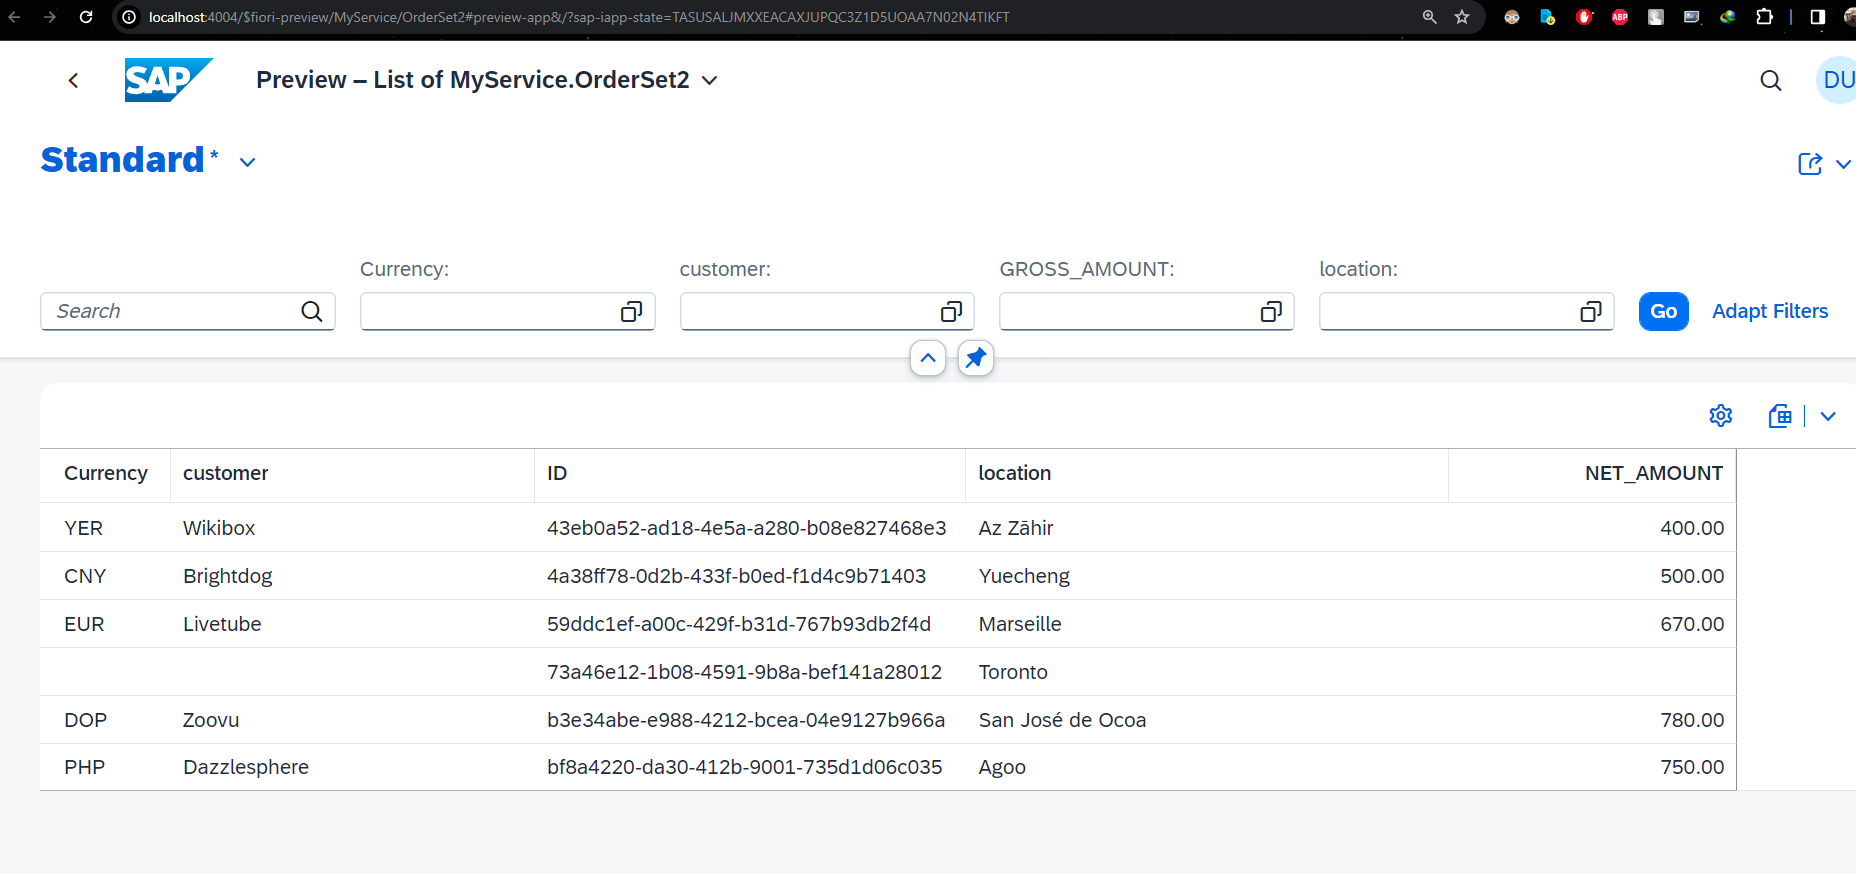 localhost:4004/$fiori-preview/MyService/OrderSet2#preview-app&/?sap-iapp-state=TASUSALJMXXEACAXJUPQC3Z1D5UOAA7N02N4TIKFT
ABP
SAP Preview – List of MyService.OrderSet2 DU
Standard *
Currency: customer: GROSS_AMOUNT: location:
Search Go Adapt Filters
Currency customer ID location NET_AMOUNT
YER Wikibox 43eb0a52-ad18-4e5a-a280-b08e827468e3 Az Zāhir 400.00
CNY Brightdog 4a38ff78-0d2b-433f-b0ed-f1d4c9b71403 Yuecheng 500.00
EUR Livetube 59ddc1ef-a00c-429f-b31d-767b93db2f4d Marseille 670.00
73a46e12-1b08-4591-9b8a-bef141a28012 Toronto
DOP Zoovu b3e34abe-e988-4212-bcea-04e9127b966a San José de Ocoa 780.00
PHP Dazzlesphere bf8a4220-da30-412b-9001-735d1d06c035 Agoo 750.00